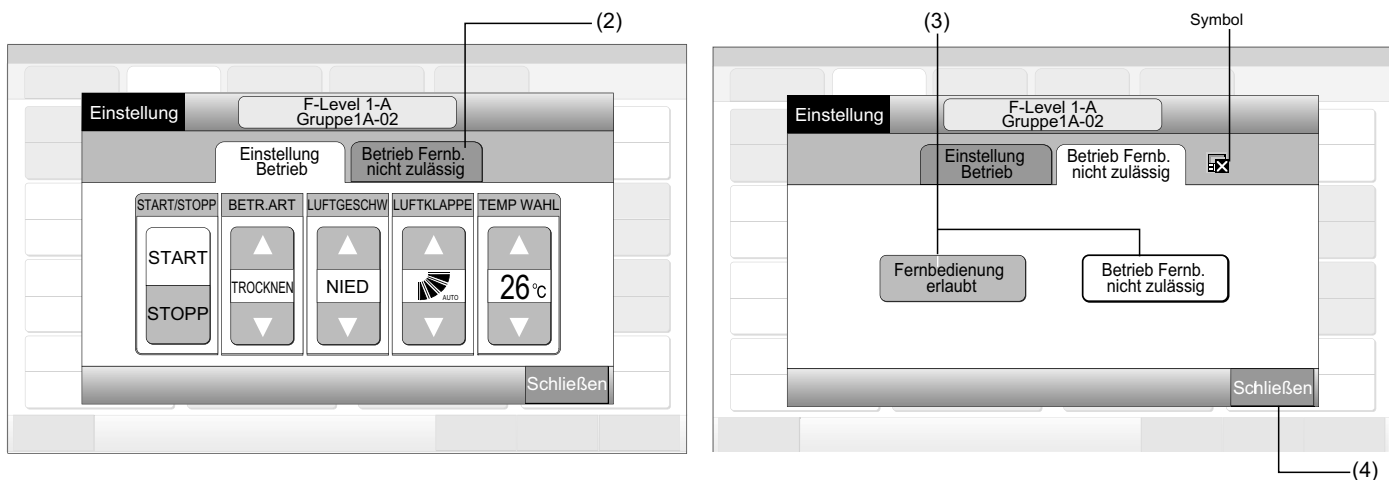 (2)
Einstellung
F-Level 1-A
Gruppe1A-02
Einstellung
Betrieb
Betrieb Fernb.
nicht zulässig
START/STOPP
BETR.ART
LUFTGESCHW
LUFTKLAPPE
TEMP WAHL
START
STOPP
TROCKNEN
NIED
AUTO
26 °C
Schließen
(3)
Symbol
Einstellung
F-Level 1-A
Gruppe1A-02
Einstellung
Betrieb
Betrieb Fernb.
nicht zulässig
Fernbedienung
erlaubt
Betrieb Fernb.
nicht zulässig
Schließen
(4)